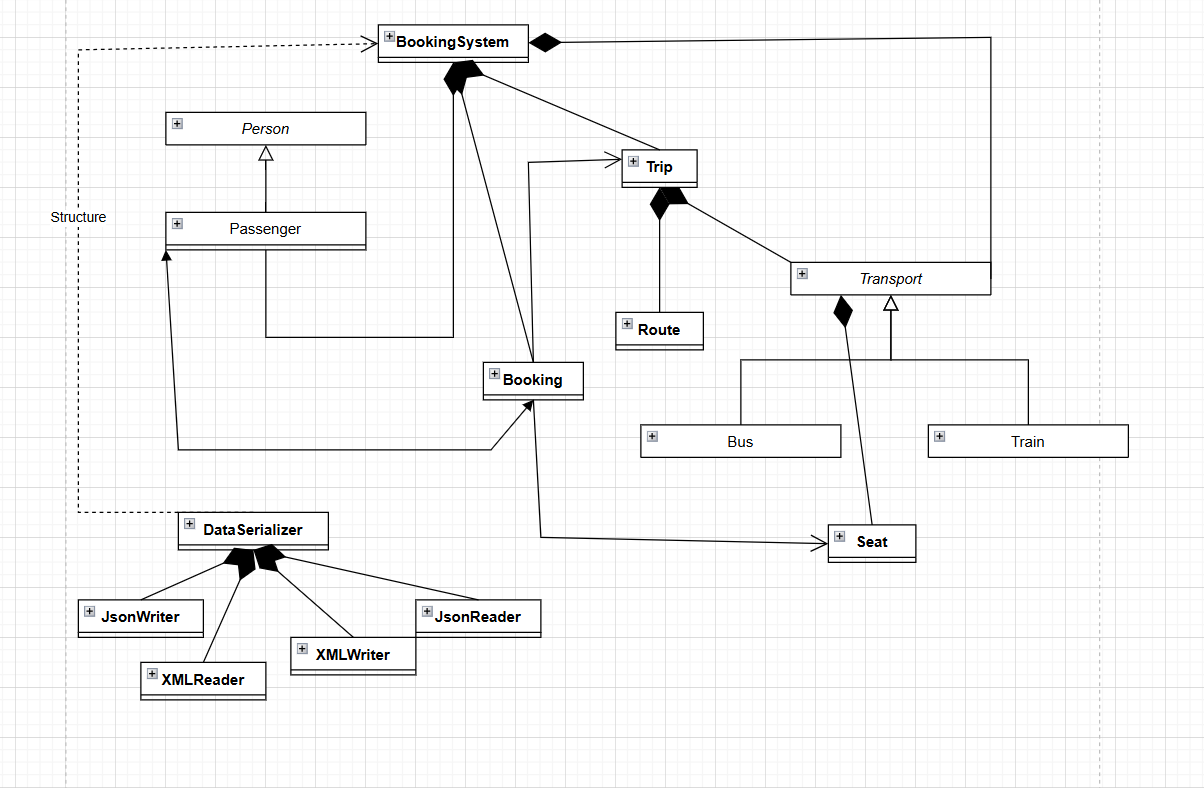 BookingSystem
Person
Trip
Structure
Passenger
Transport
Route
Booking
Bus
Train
DataSerializer
Seat
JsonWriter
JsonReader
XMLWriter
XMLReader